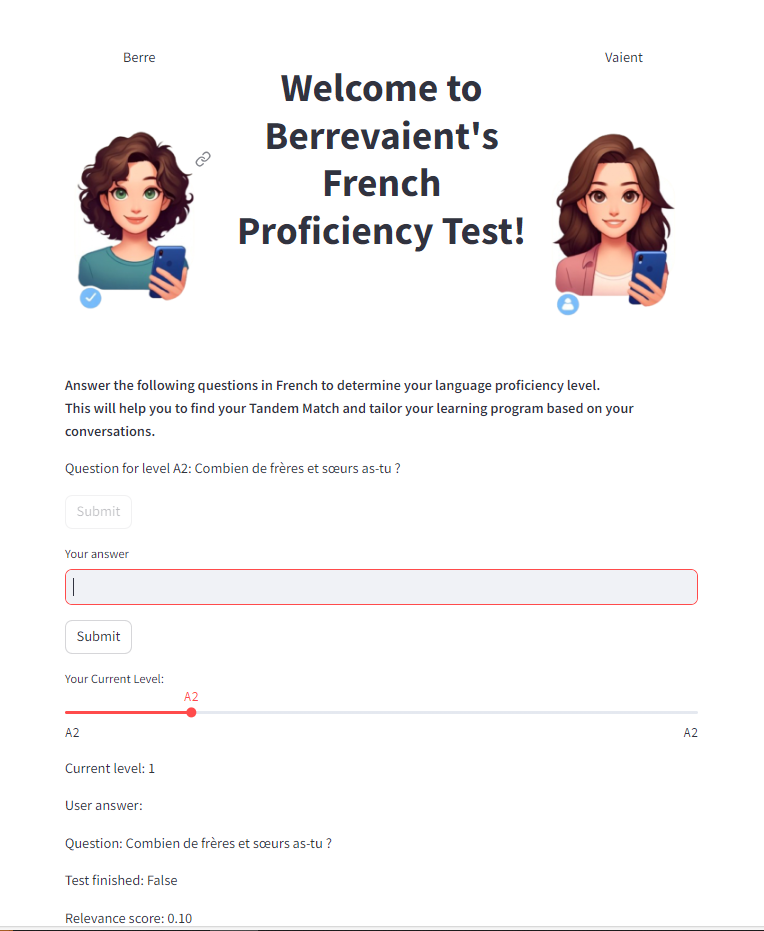 Berre
Vaient
Welcome to
Berrevaient's
French
Proficiency Test!
Answer the following questions in French to determine your language proficiency level.
This will help you to find your Tandem Match and tailor your learning program based on your
conversations.
Question for level A2: Combien de frères et sœurs as-tu ?
Submit
Your answer
Submit
Your Current Level:
A2
A2 A2
Current level: 1
User answer:
Question: Combien de frères et sœurs as-tu ?
Test finished: False
Relevance score: 0.10